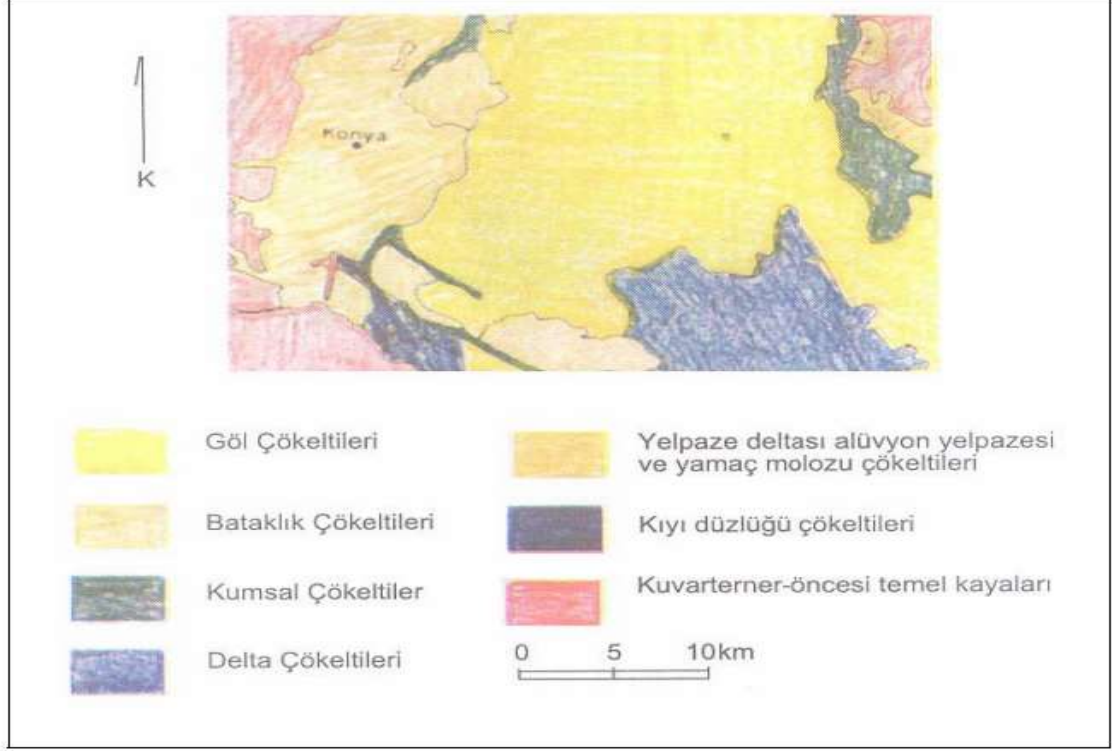 K
Konya
Göl Çökeltileri
Bataklık Çökeltileri
Kumsal Çökeltiler
Delta Çökeltileri
Yelpaze deltası alüvyon yelpazesi
ve yamaç molozu çökeltileri
Kıyı düzlüğü çökeltileri
Kuvarterner-öncesi temel kayaları
0 5 10km